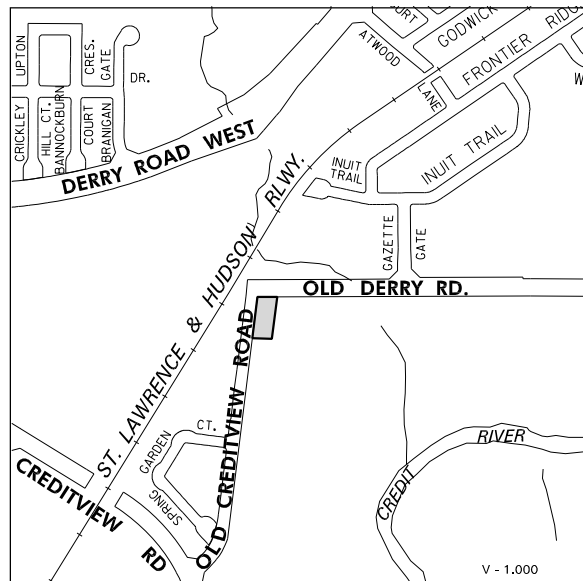 COURT
ATWOOD
GODWICK
FRONTIER RIDG
LANE
W
UPTON
CRES.
GATE
DR.
CRICKLEY
HILL CT.
BANNOCKBURN
COURT
BRANIGAN
DERRY ROAD WEST
INUIT
TRAIL
INUIT TRAIL
ST. LAWRENCE & HUDSON RLWY.
GAZETTE
GATE
OLD DERRY RD.
OLD CREDITVIEW ROAD
SPRING GARDEN CT.
CREDITVIEW RD
CREDIT RIVER
V - 1.000